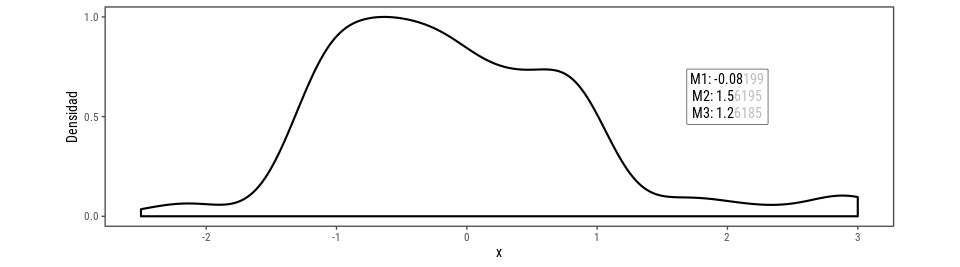 1.0
0.5
0.0
Densidad
M1: -0.08199
M2: 1.56195
M3: 1.26185
-2 -1 0 1 2 3
x